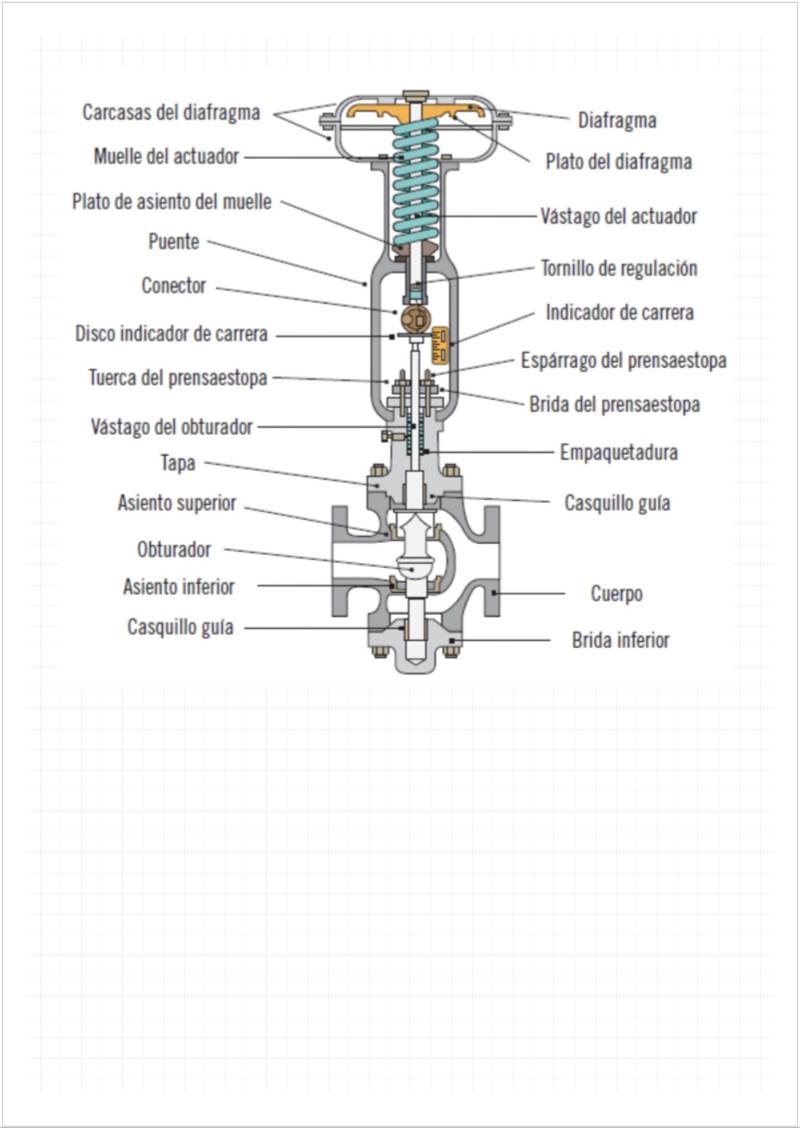 Carcasas del diafragma
Muelle del actuador
Plato de asiento del muelle
Puente
Conector
Disco indicador de carrera
Tuerca del prensaestopa
Vástago del obturador
Tapa
Asiento superior
Obturador
Asiento inferior
Casquillo guía
Diafragma
Plato del diafragma
Vástago del actuador
Tornillo de regulación
Indicador de carrera
Espárrago del prensaestopa
Brida del prensaestopa
Empaquetadura
Casquillo guía
Cuerpo
Brida inferior